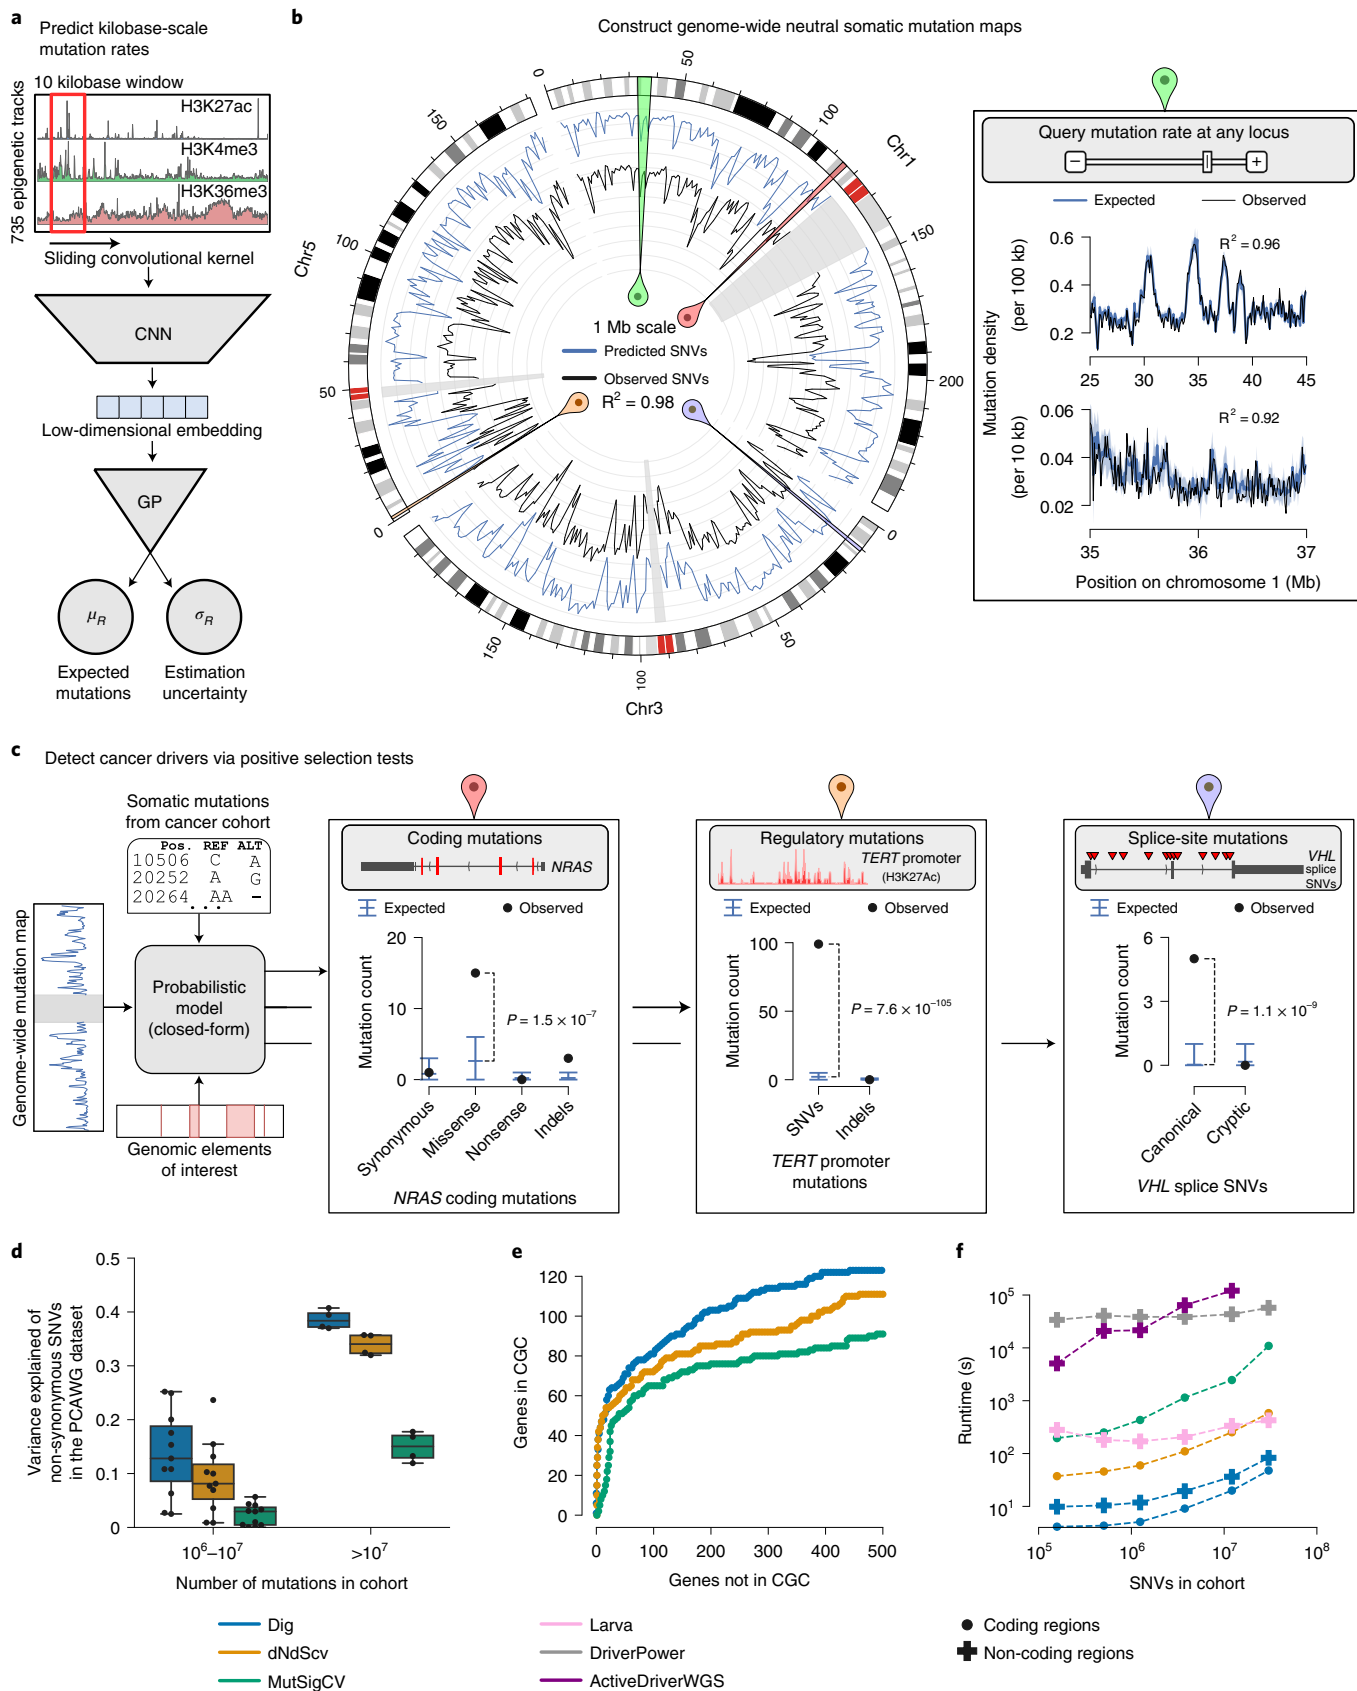 a
Predict kilobase-scale
mutation rates
10 kilobase window
735 epigenetic tracks
H3K27ac
H3K4me3
H3K36me3
Sliding convolutional kernel
CNN
Low-dimensional embedding
GP
μR
σR
Expected
mutations
Estimation
uncertainty
b
Construct genome-wide neutral somatic mutation maps
0
50
100
Chr1
150
200
0
50
100
Chr3
150
0
50
100
Chr5
150
1 Mb scale
Predicted SNVs
Observed SNVs
R² = 0.98
Query mutation rate at any locus
−
+
Expected
Observed
Mutation density
(per 100 kb)
0.6
0.4
0.2
R² = 0.96
25 30 35 40 45
(per 10 kb)
0.06
0.04
0.02
R² = 0.92
35 36 37
Position on chromosome 1 (Mb)
c
Detect cancer drivers via positive selection tests
Somatic mutations
from cancer cohort
Pos. REF ALT
10506 C A
20252 A G
20264 AA −
...
Genome-wide mutation map
Probabilistic
model
(closed-form)
Genomic elements
of interest
Coding mutations
NRAS
Expected
Observed
Mutation count
20
10
0
P = 1.5 × 10⁻⁷
Synonymous
Missense
Nonsense
Indels
NRAS coding mutations
Regulatory mutations
TERT promoter
(H3K27Ac)
Expected
Observed
Mutation count
100
50
0
P = 7.6 × 10⁻¹⁰⁵
SNVs
Indels
TERT promoter
mutations
Splice-site mutations
VHL
splice
SNVs
Expected
Observed
Mutation count
6
3
0
P = 1.1 × 10⁻⁹
Canonical
Cryptic
VHL splice SNVs
d
Variance explained of
non-synonymous SNVs
in the PCAWG dataset
0.5
0.4
0.3
0.2
0.1
0
10⁶–10⁷
>10⁷
Number of mutations in cohort
e
Genes in CGC
120
100
80
60
40
20
0
0 100 200 300 400 500
Genes not in CGC
f
Runtime (s)
10⁵
10⁴
10³
10²
10¹
10⁵ 10⁶ 10⁷ 10⁸
SNVs in cohort
Dig
dNdScv
MutSigCV
Larva
DriverPower
ActiveDriverWGS
Coding regions
Non-coding regions